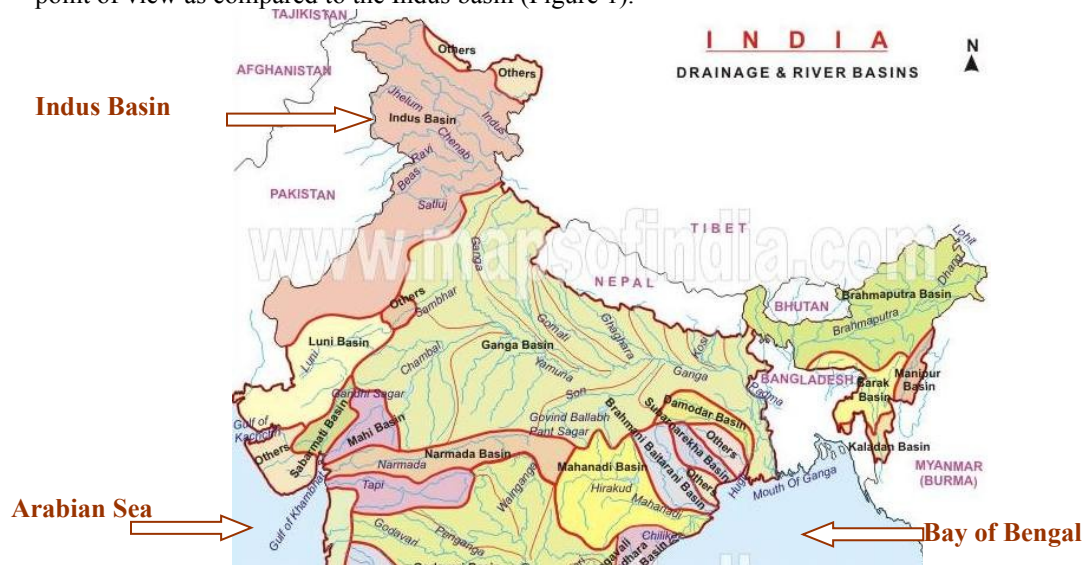 point of view as compared to the Indus basin (Figure 1).
TAJIKISTAN
INDIA
DRAINAGE & RIVER BASINS
N
AFGHANISTAN
Others
Others
Indus Basin
Jhelum
Indus Basin
Indus
Chenab
Ravi
Beas
PAKISTAN
Satluj
TIBET
Lohit
Dhang
www.mapsofindia.com
Ganga
NEPAL
BHUTAN
Brahmaputra Basin
Brahmaputra
Others
Sambhar
Luni Basin
Luni
Chambal
Gomati
Ghaghara
Kosi
Ganga Basin
Yamuna
Ganga
BANGLADESH
Padma
Barak
Basin
Manipur
Basin
Gandhi Sagar
Son
Damodar Basin
Gulf of
Kachchh
Others
Sabarmati Basin
Mahi Basin
Govind Ballabh
Pant Sagar
Brahmani Baitarani Basin
Subarnarekha Basin
Others
Others
Kaladan Basin
Narmada Basin
Narmada
Mahanadi Basin
Hirakud
Mahanadi
Hugli
Mouth Of Ganga
MYANMAR
(BURMA)
Tapi
Wainganga
Arabian Sea
Gulf of Khambhat
Godavari
Penganga
Chilika
Basin
Bay of Bengal